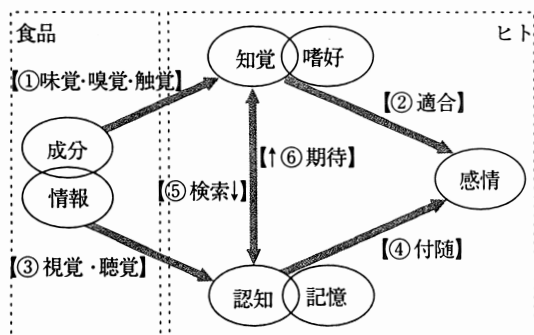 食品
ヒト
知覚
嗜好
【①味覚・嗅覚・触覚】
【②適合】
成分
【↑⑥期待】
感情
情報
【⑤検索↓】
【③視覚・聴覚】
【④付随】
認知
記憶